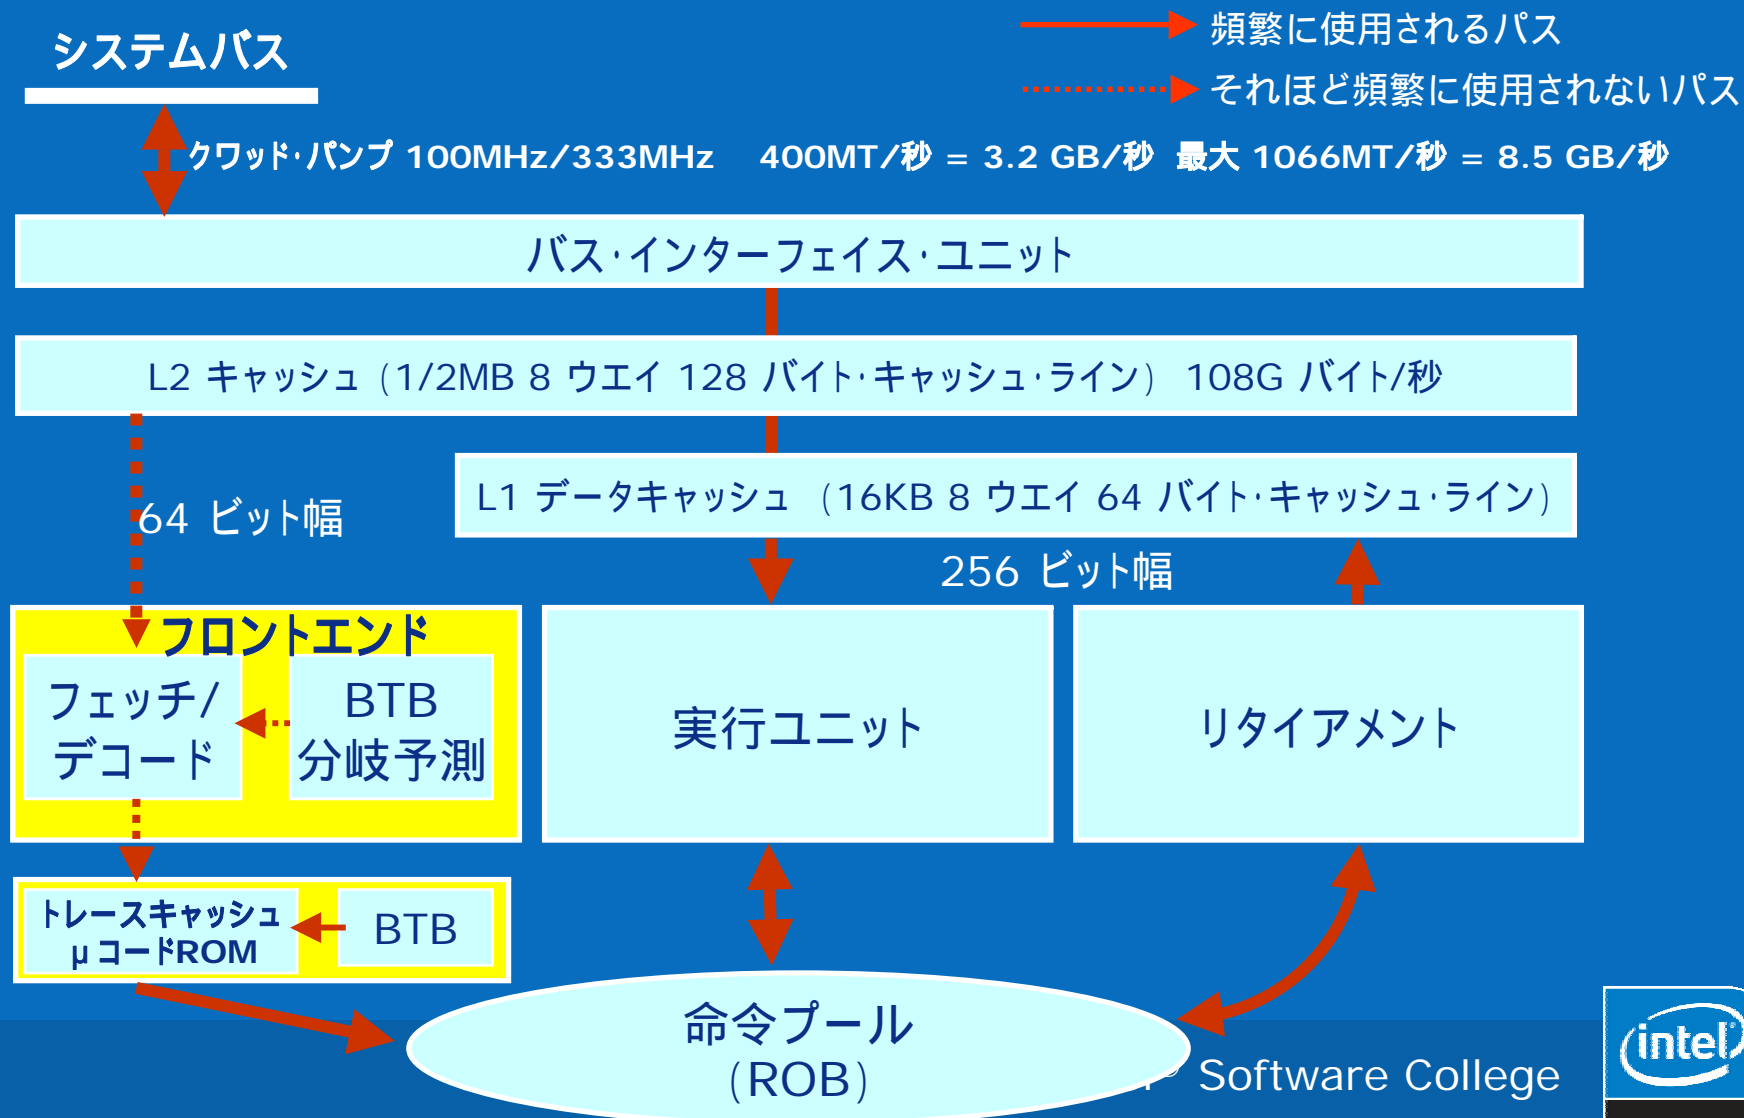 システムバス
頻繁に使用されるパス
それほど頻繁に使用されないパス
クワッド・パンプ 100MHz/333MHz 400MT/秒 = 3.2 GB/秒 最大 1066MT/秒 = 8.5 GB/秒
バス・インターフェイス・ユニット
L2 キャッシュ (1/2MB 8 ウエイ 128 バイト・キャッシュ・ライン) 108G バイト/秒
L1 データキャッシュ (16KB 8 ウエイ 64 バイト・キャッシュ・ライン)
64 ビット幅
256 ビット幅
フロントエンド
フェッチ/
デコード
BTB
分岐予測
実行ユニット
リタイアメント
トレースキャッシュ
μコードROM
BTB
命令プール
(ROB)
Software College
intel